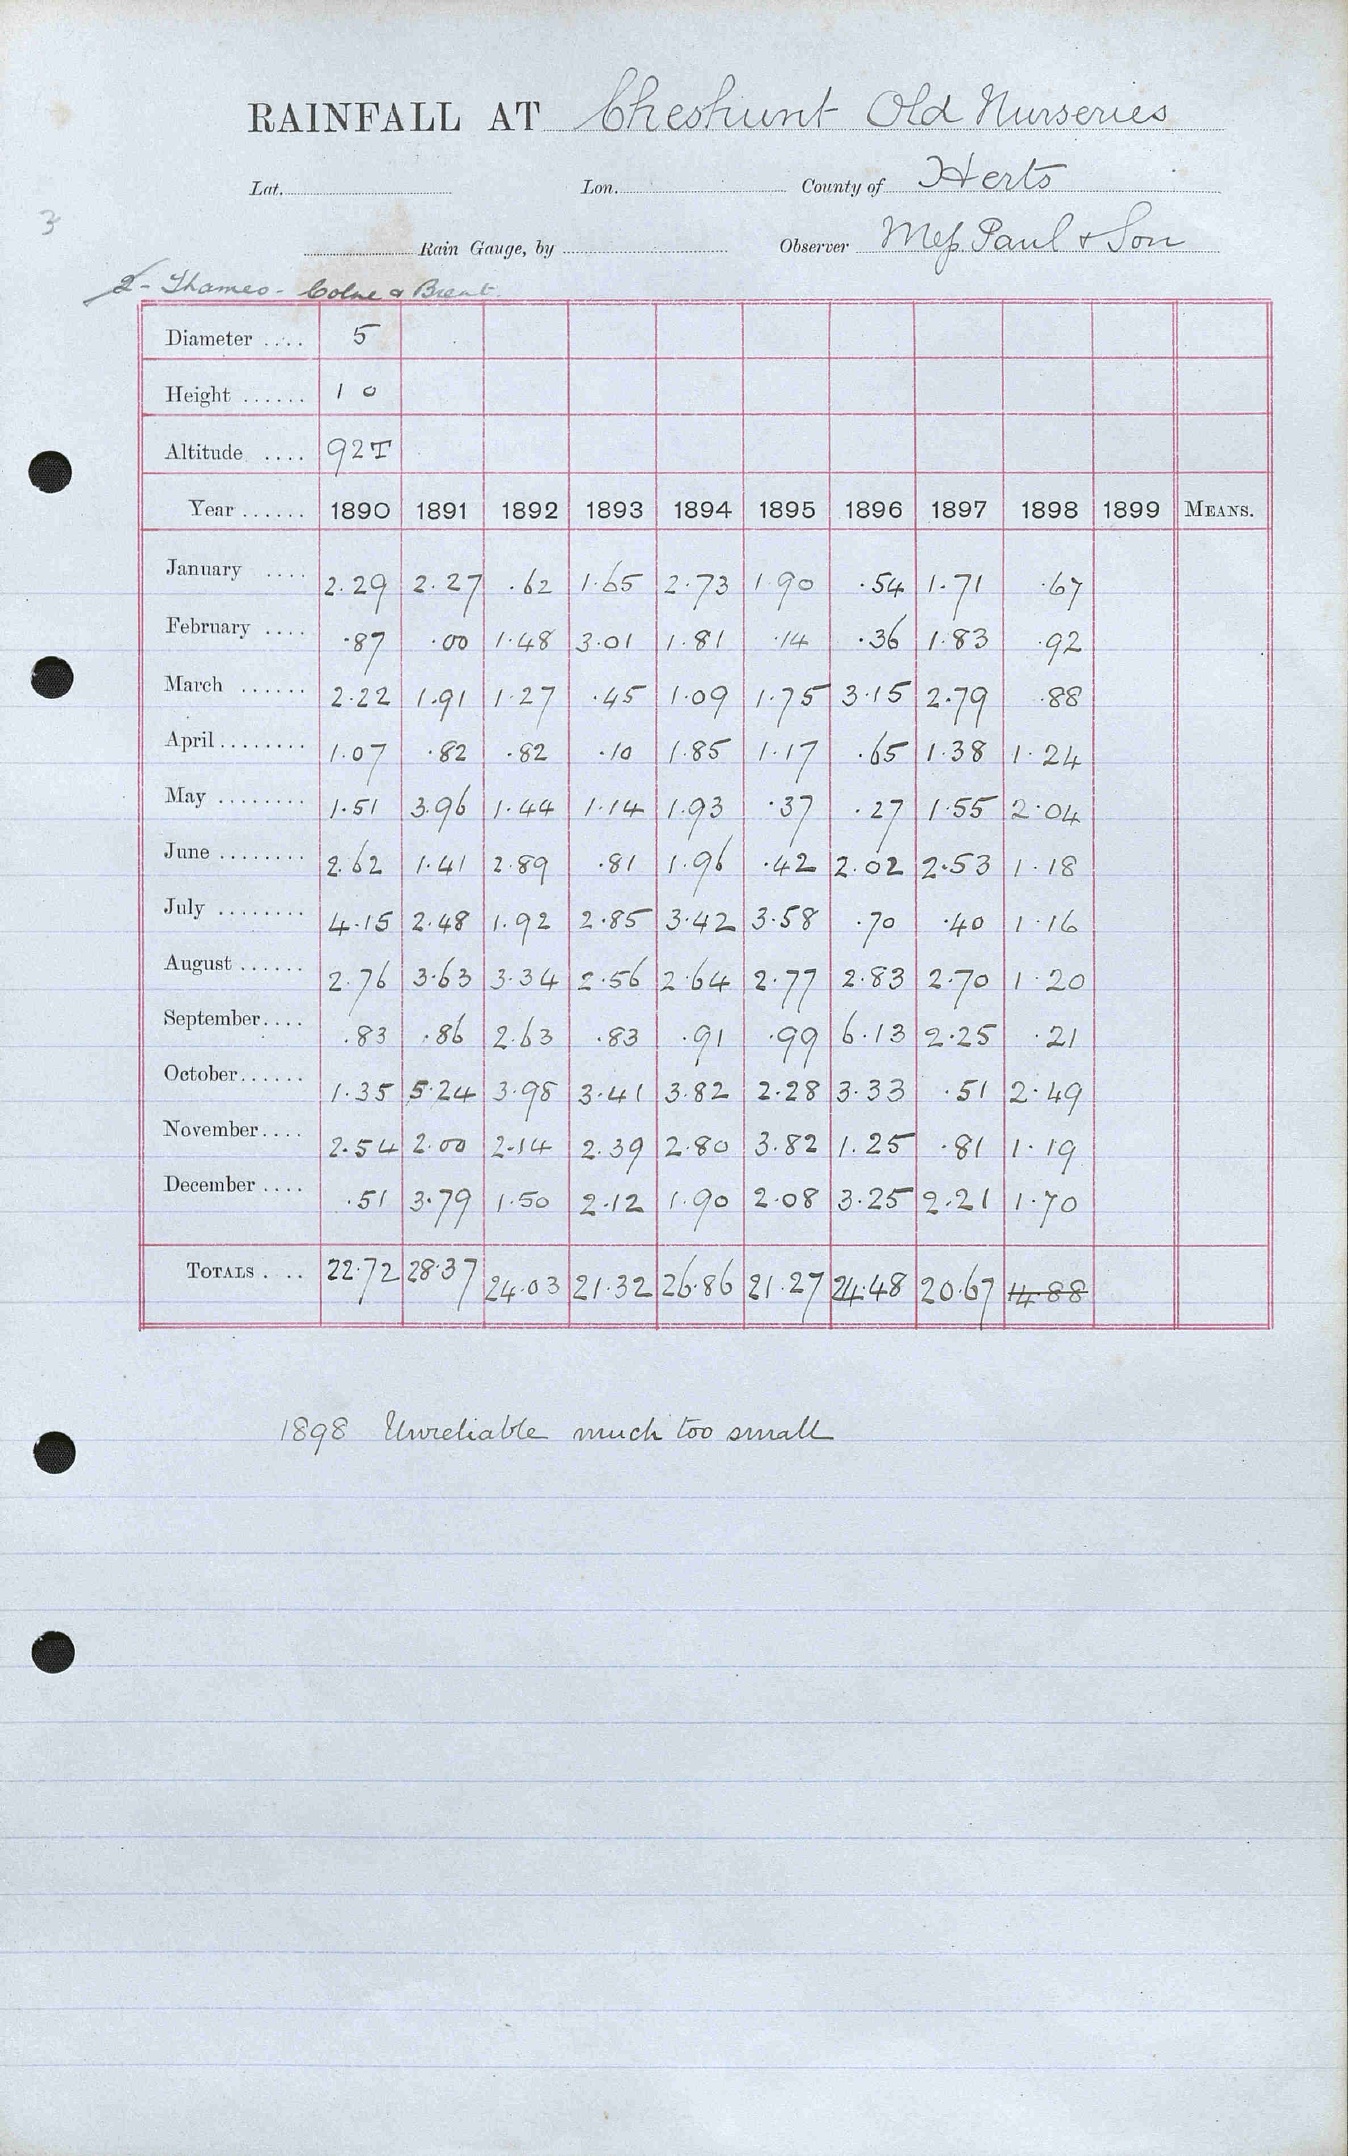 RAINFALL AT Cheshunt Old Nurseries
Lat. Lon. County of Herts
3
Rain Gauge, by Observer Mess Paul & Son
2 - Thames - Colne & Brent.
Diameter .... 5
Height ...... 1 0
Altitude .... 92T
Year ...... 1890 1891 1892 1893 1894 1895 1896 1897 1898 1899 MEANS.
January .... 2.29 2.27 .62 1.65 2.73 1.90 .54 1.71 .67
February .... .87 .00 1.48 3.01 1.81 .14 .36 1.83 .92
March ...... 2.22 1.91 1.27 .45 1.09 1.75 3.15 2.79 .88
April........ 1.07 .82 .82 .10 1.85 1.17 .65 1.38 1.24
May ........ 1.51 3.96 1.44 1.14 1.93 .37 .27 1.55 2.04
June ........ 2.62 1.41 2.89 .81 1.96 .42 2.02 2.53 1.18
July ........ 4.15 2.48 1.92 2.85 3.42 3.58 .70 .40 1.16
August ...... 2.76 3.63 3.34 2.56 2.64 2.77 2.83 2.70 1.20
September.... .83 .86 2.63 .83 .91 .99 6.13 2.25 .21
October...... 1.35 5.24 3.98 3.41 3.82 2.28 3.33 .51 2.49
November.... 2.54 2.00 2.14 2.39 2.80 3.82 1.25 .81 1.19
December .... .51 3.79 1.50 2.12 1.90 2.08 3.25 2.21 1.70
TOTALS .... 22.72 28.37 24.03 21.32 26.86 21.27 24.48 20.67 14.88
1898 Unreliable much too small